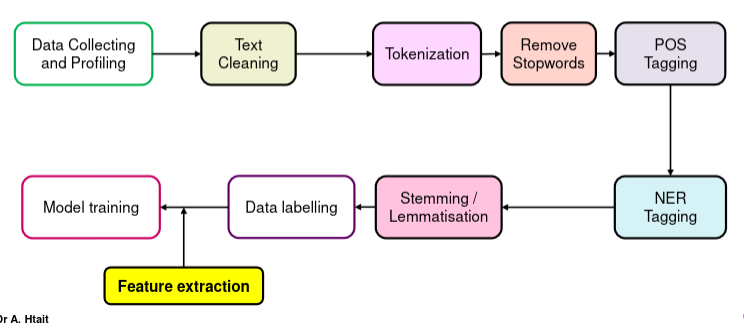 Data Collecting
and Profiling
Text
Cleaning
Tokenization
Remove
Stopwords
POS
Tagging
Model training
Data labelling
Stemming /
Lemmatisation
NER
Tagging
Feature extraction
Dr A. Htait